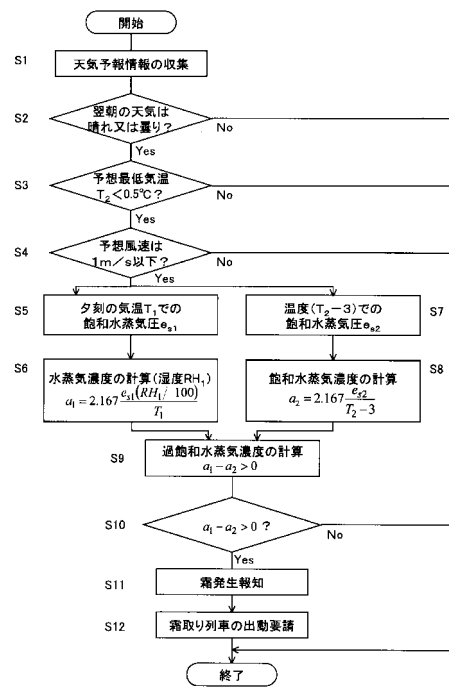 開始
S1
天気予報情報の収集
S2
翌朝の天気は
晴れ又は曇り?
No
Yes
S3
予想最低気温
T₂<0.5℃?
No
Yes
S4
予想風速は
1m/s以下?
No
Yes
S5
夕刻の気温T₁での
飽和水蒸気圧eₛ₁
温度(T₂−3)での
飽和水蒸気圧eₛ₂
S7
S6
水蒸気濃度の計算(湿度RH₁)
a₁ = 2.167 eₛ₁(RH₁/100) / T₁
飽和水蒸気濃度の計算
a₂ = 2.167 eₛ₂ / T₂−3
S8
S9
過飽和水蒸気濃度の計算
a₁−a₂>0
S10
a₁−a₂>0 ?
No
Yes
S11
霜発生報知
S12
霜取り列車の出動要請
終了